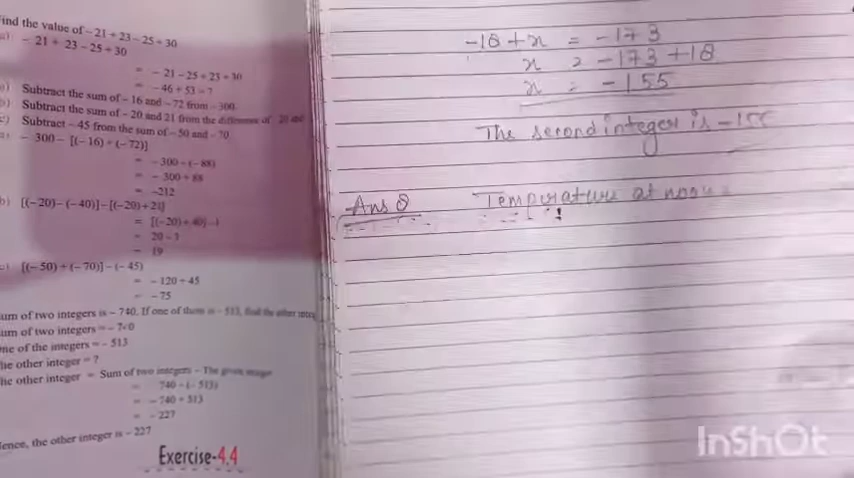 Find the value of – 21 + 23 – 25 + 30
– 21 + 23 – 25 + 30
= – 21 – 25 + 23 + 30
= – 46 + 53 = 7
Subtract the sum of – 16 and – 72 from – 300.
Subtract the sum of – 20 and 21 from the difference of
Subtract – 45 from the sum of – 50 and – 70
– 300 – [(– 16) + (– 72)]
= – 300 – (– 88)
= – 300 + 88
= –212
b) [(– 20) – (– 40)] – [(– 20) + 21]
= [(– 20) + 40] – 1
= 20 – 1
= 19
c) [(– 50) + (– 70)] – (– 45)
= – 120 + 45
= – 75
sum of two integers is – 740. If one of them is – 513, find the other
sum of two integers = – 740
one of the integers = – 513
The other integer = ?
The other integer = Sum of two integers – The given integer
= – 740 – (– 513)
= – 740 + 513
= – 227
Hence, the other integer is – 227
Exercise-4.4
-18 + x = -173
x = -173 + 18
x = -155
The second integer is -155
Ans 8 Temperature at noon =
InShOt